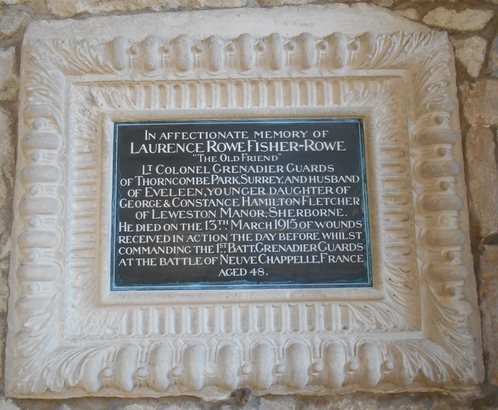 IN AFFECTIONATE MEMORY OF
LAURENCE ROWE FISHER-ROWE
"THE OLD FRIEND"
LT COLONEL GRENADIER GUARDS
OF THORNCOMBE PARK, SURREY, AND HUSBAND
OF EVELEEN, YOUNGER DAUGHTER OF
GEORGE & CONSTANCE HAMILTON FLETCHER
OF LEWESTON MANOR, SHERBORNE.
HE DIED ON THE 13TH MARCH 1915 OF WOUNDS
RECEIVED IN ACTION THE DAY BEFORE WHILST
COMMANDING THE 1ST BATT. GRENADIER GUARDS
AT THE BATTLE OF NEUVE CHAPPELLE, FRANCE
AGED 48.